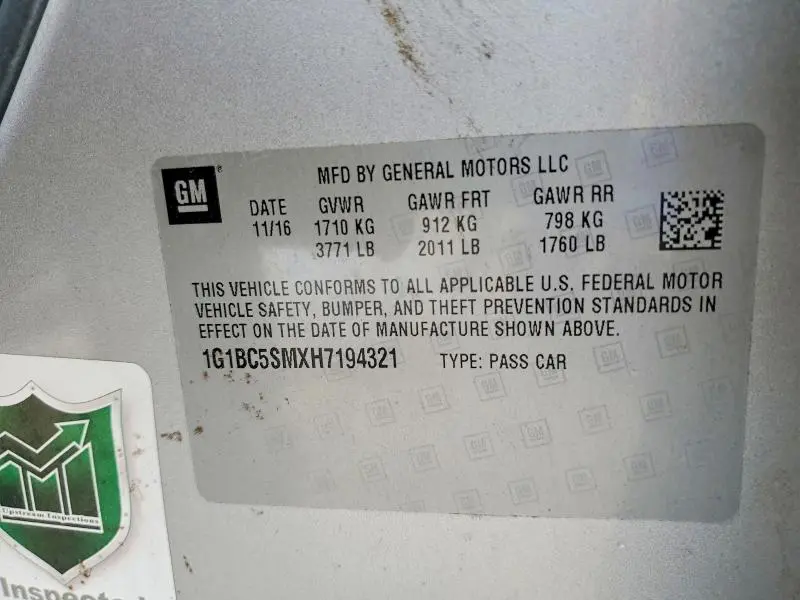 GM
MFD BY GENERAL MOTORS LLC
DATE GVWR GAWR FRT GAWR RR
11/16 1710 KG 912 KG 798 KG
3771 LB 2011 LB 1760 LB
THIS VEHICLE CONFORMS TO ALL APPLICABLE U.S. FEDERAL MOTOR
VEHICLE SAFETY, BUMPER, AND THEFT PREVENTION STANDARDS IN
EFFECT ON THE DATE OF MANUFACTURE SHOWN ABOVE.
1G1BC5SMXH7194321 TYPE: PASS CAR
Upstream Inspections